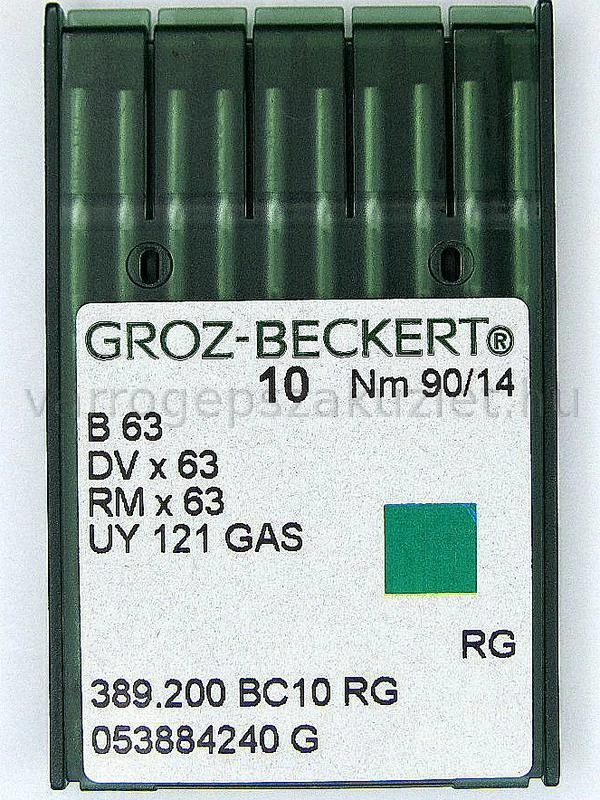 GROZ-BECKERT®
10 Nm 90/14
varrogepszakuzlet.hu
B 63
DV x 63
RM x 63
UY 121 GAS
RG
389.200 BC10 RG
053884240 G